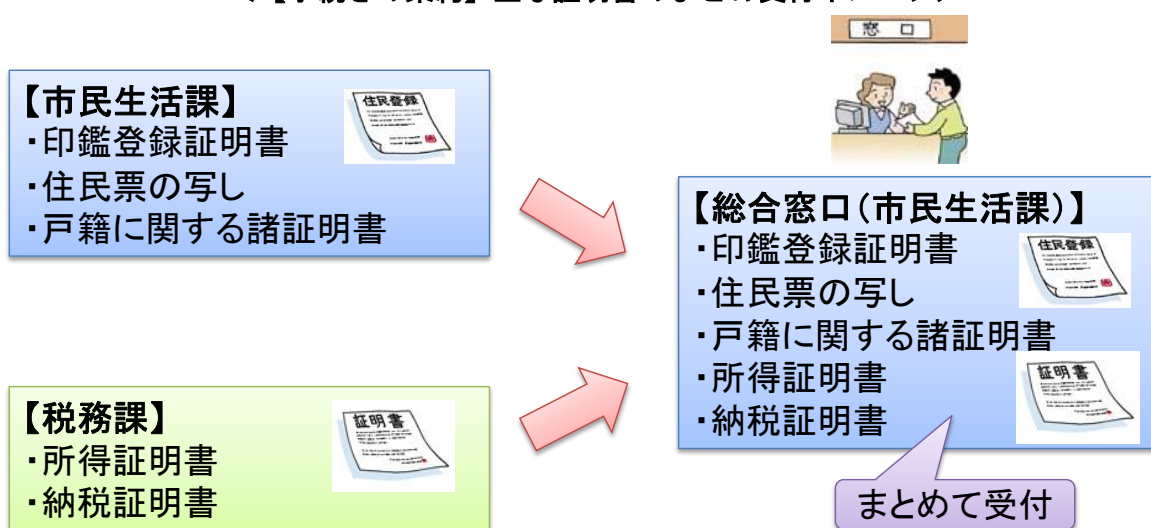 窓 口
【市民生活課】
・印鑑登録証明書
・住民票の写し
・戸籍に関する諸証明書
住民登録
【総合窓口(市民生活課)】
・印鑑登録証明書
・住民票の写し
・戸籍に関する諸証明書
・所得証明書
・納税証明書
住民登録
証明書
【税務課】
・所得証明書
・納税証明書
証明書
まとめて受付